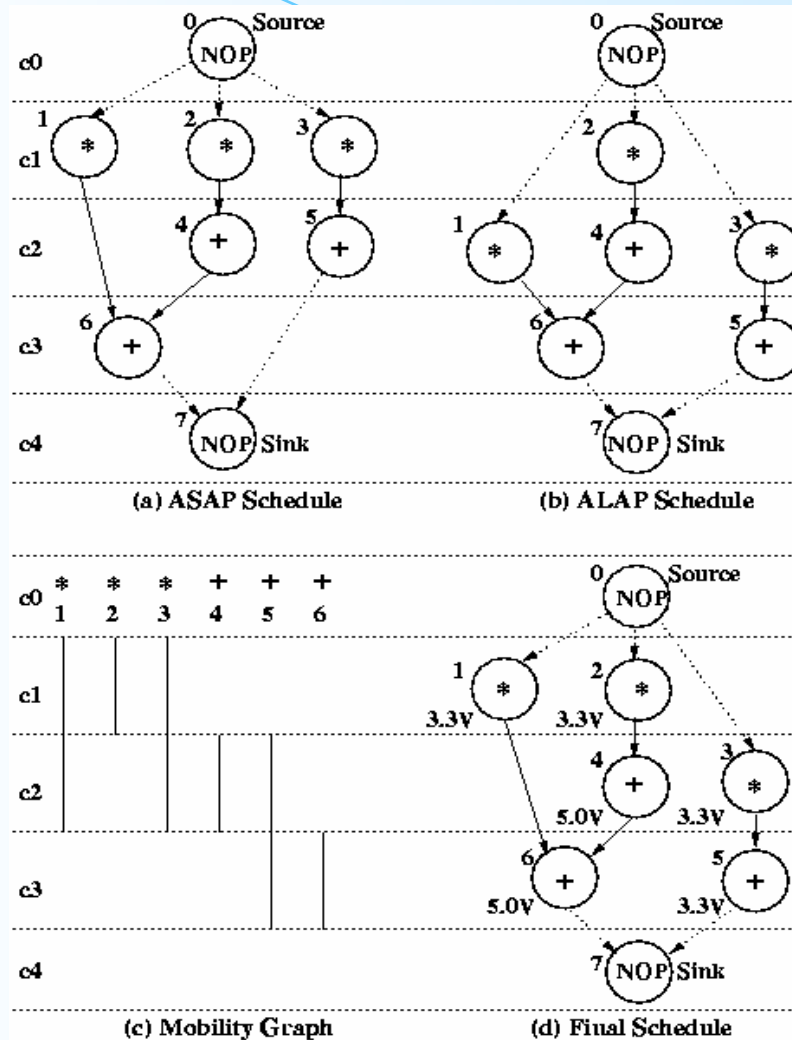 0 Source
c0 NOP
1 2 3
c1 * * *
4 5
c2 + +
6
c3 +
7
c4 NOP Sink
(a) ASAP Schedule
0 Source
NOP
2
*
1 4 3
* + *
6 5
+ +
7
NOP Sink
(b) ALAP Schedule
c0 * * * + + +
1 2 3 4 5 6
c1
c2
c3
c4
(c) Mobility Graph
0 Source
NOP
1 2
* *
3.3V 3.3V
4 3
+ *
5.0V 3.3V
6 5
+ +
5.0V 3.3V
7 NOP Sink
(d) Final Schedule